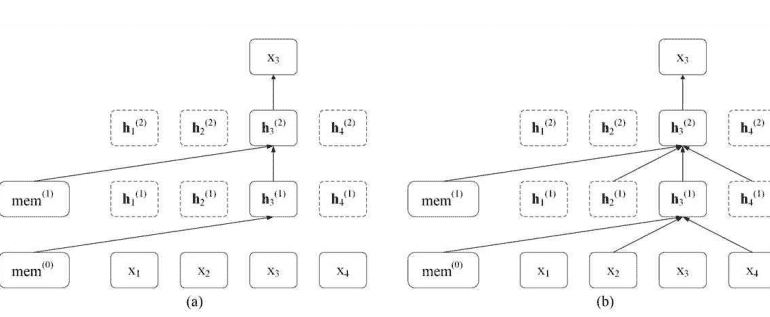 x₃ x₃
h₁⁽²⁾ h₂⁽²⁾ h₃⁽²⁾ h₄⁽²⁾ h₁⁽²⁾ h₂⁽²⁾ h₃⁽²⁾ h₄⁽²⁾
mem⁽¹⁾ h₁⁽¹⁾ h₂⁽¹⁾ h₃⁽¹⁾ h₄⁽¹⁾ mem⁽¹⁾ h₁⁽¹⁾ h₂⁽¹⁾ h₃⁽¹⁾ h₄⁽¹⁾
mem⁽⁰⁾ x₁ x₂ x₃ x₄ mem⁽⁰⁾ x₁ x₂ x₃ x₄
(a) (b)